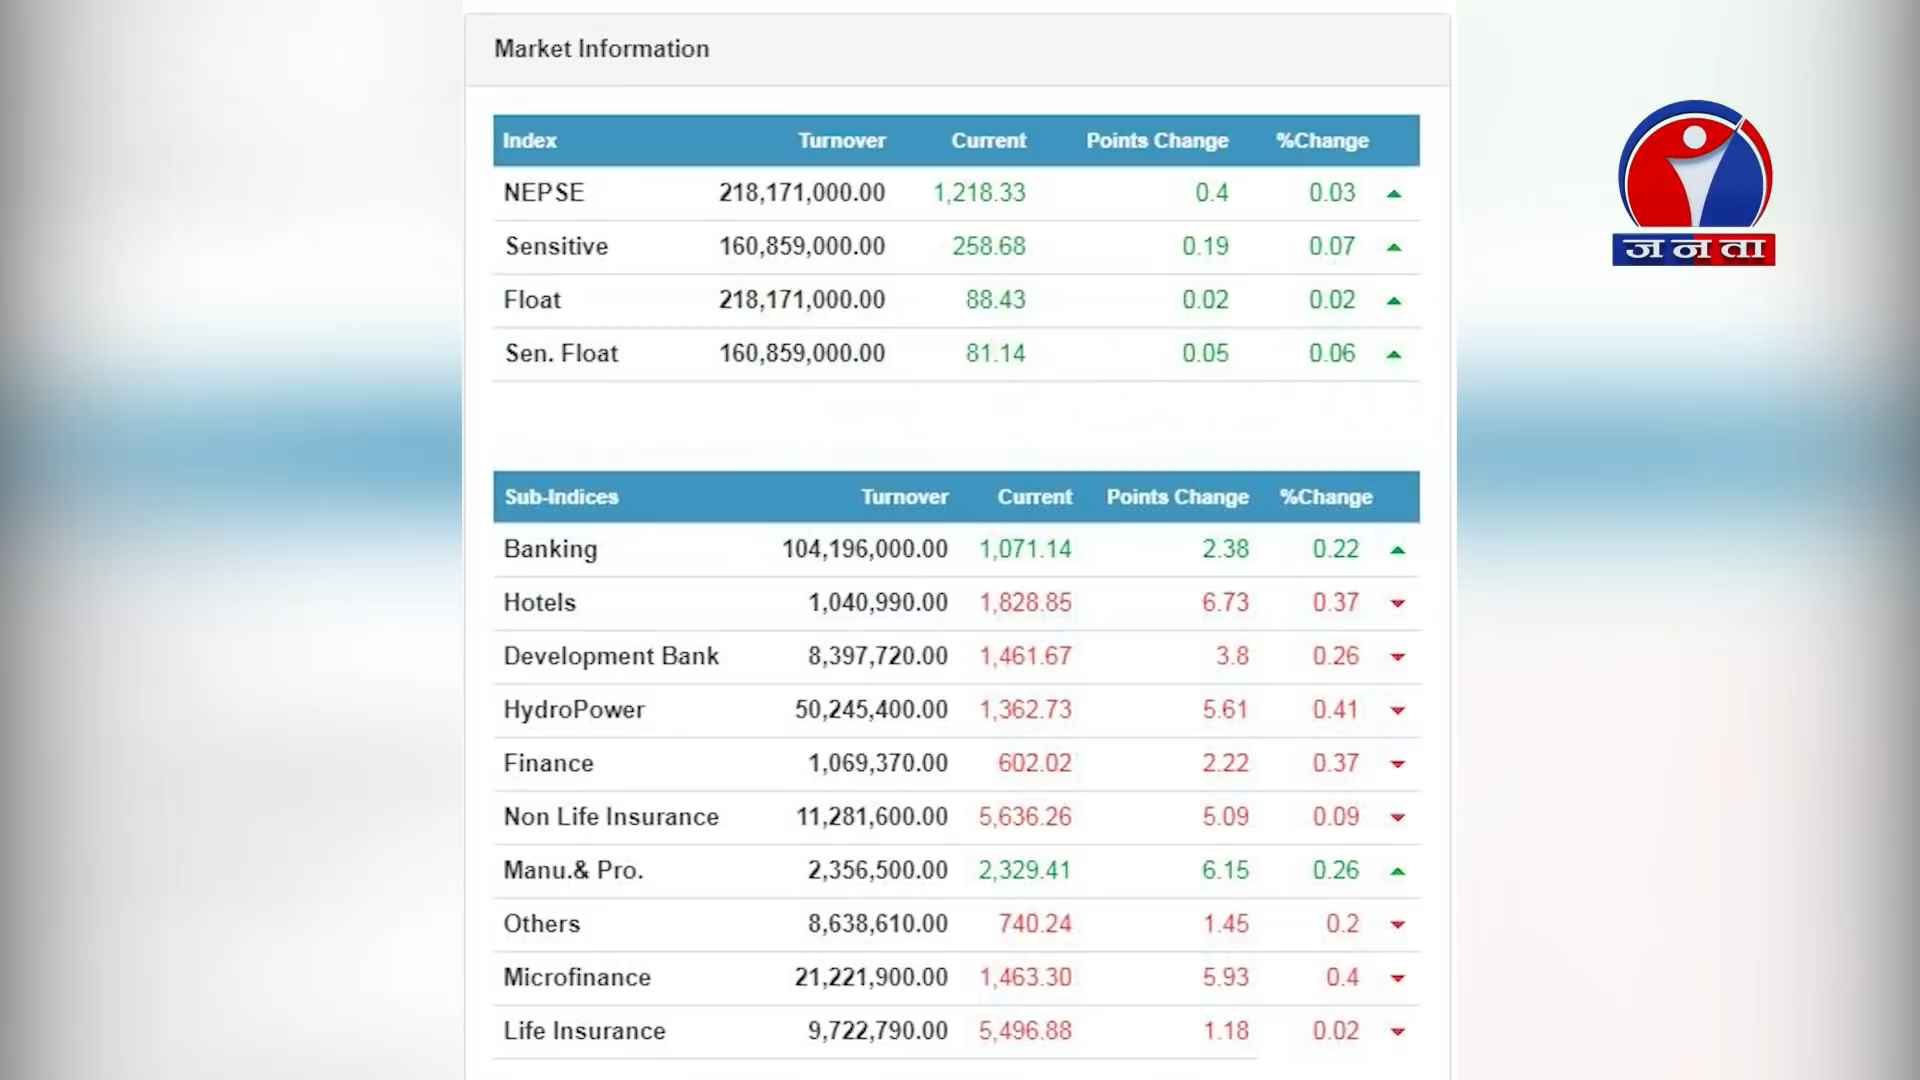 Market Information
Index Turnover Current Points Change %Change
NEPSE 218,171,000.00 1,218.33 0.4 0.03
Sensitive 160,859,000.00 258.68 0.19 0.07
Float 218,171,000.00 88.43 0.02 0.02
Sen. Float 160,859,000.00 81.14 0.05 0.06
Sub-Indices Turnover Current Points Change %Change
Banking 104,196,000.00 1,071.14 2.38 0.22
Hotels 1,040,990.00 1,828.85 6.73 0.37
Development Bank 8,397,720.00 1,461.67 3.8 0.26
HydroPower 50,245,400.00 1,362.73 5.61 0.41
Finance 1,069,370.00 602.02 2.22 0.37
Non Life Insurance 11,281,600.00 5,636.26 5.09 0.09
Manu.& Pro. 2,356,500.00 2,329.41 6.15 0.26
Others 8,638,610.00 740.24 1.45 0.2
Microfinance 21,221,900.00 1,463.30 5.93 0.4
Life Insurance 9,722,790.00 5,496.88 1.18 0.02
जनता